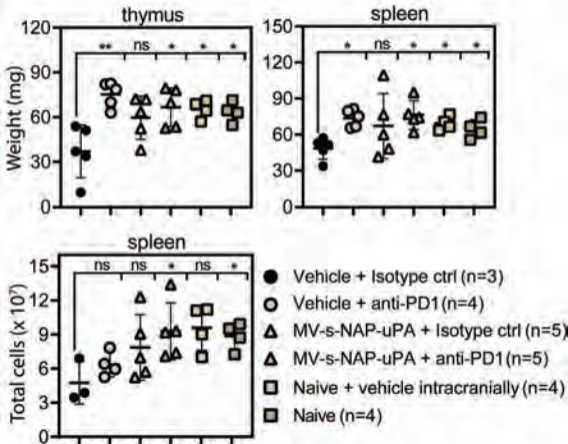 thymus
** ns * * *
Weight (mg)
120
90
60
30
0
spleen
* ns * * *
150
120
90
60
30
0
spleen
ns ns * ns *
Total cells (x 10⁷)
15
12
9
6
3
0
Vehicle + Isotype ctrl (n=3)
Vehicle + anti-PD1 (n=4)
MV-s-NAP-uPA + Isotype ctrl (n=5)
MV-s-NAP-uPA + anti-PD1 (n=5)
Naive + vehicle intracranially (n=4)
Naive (n=4)